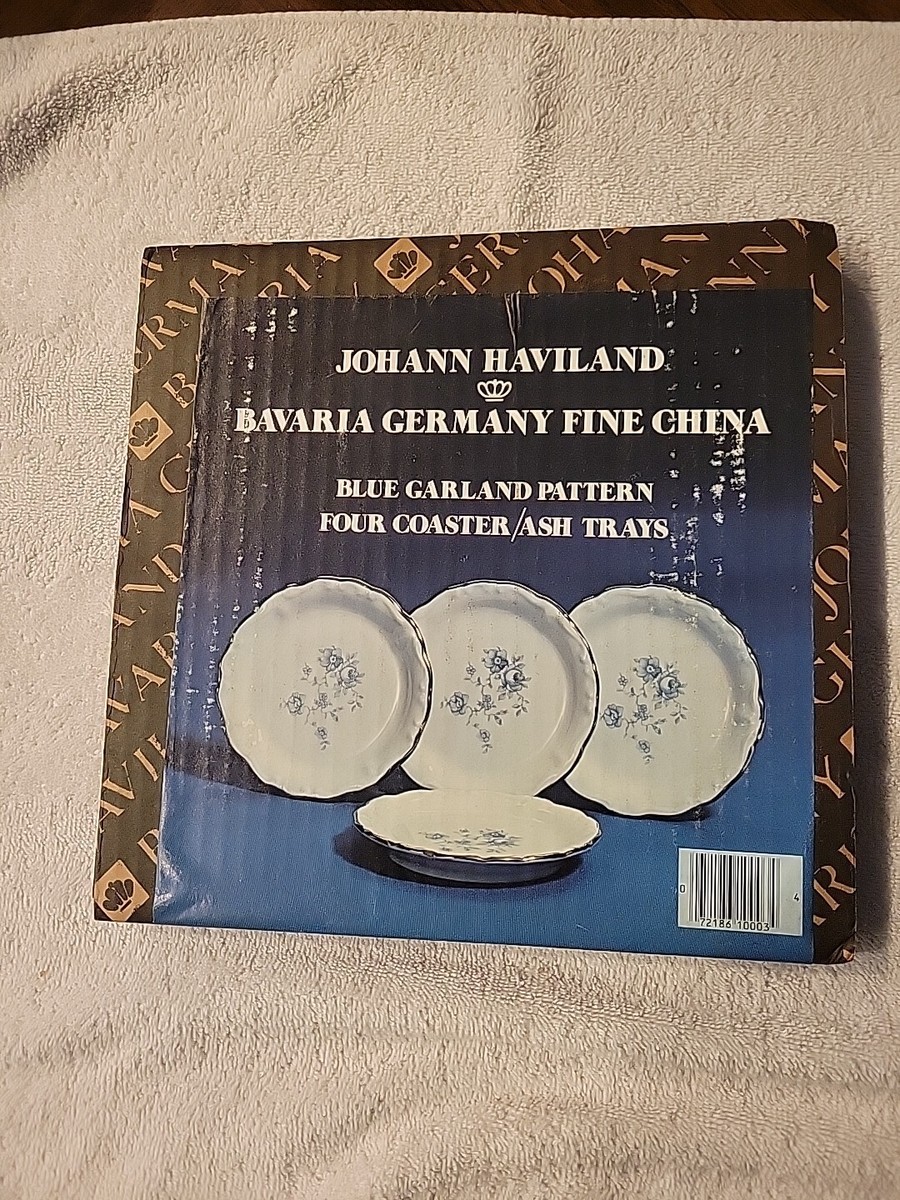 JOHANN HAVILAND
BAVARIA GERMANY FINE CHINA
BLUE GARLAND PATTERN
FOUR COASTER/ASH TRAYS
0 72186 10003 4